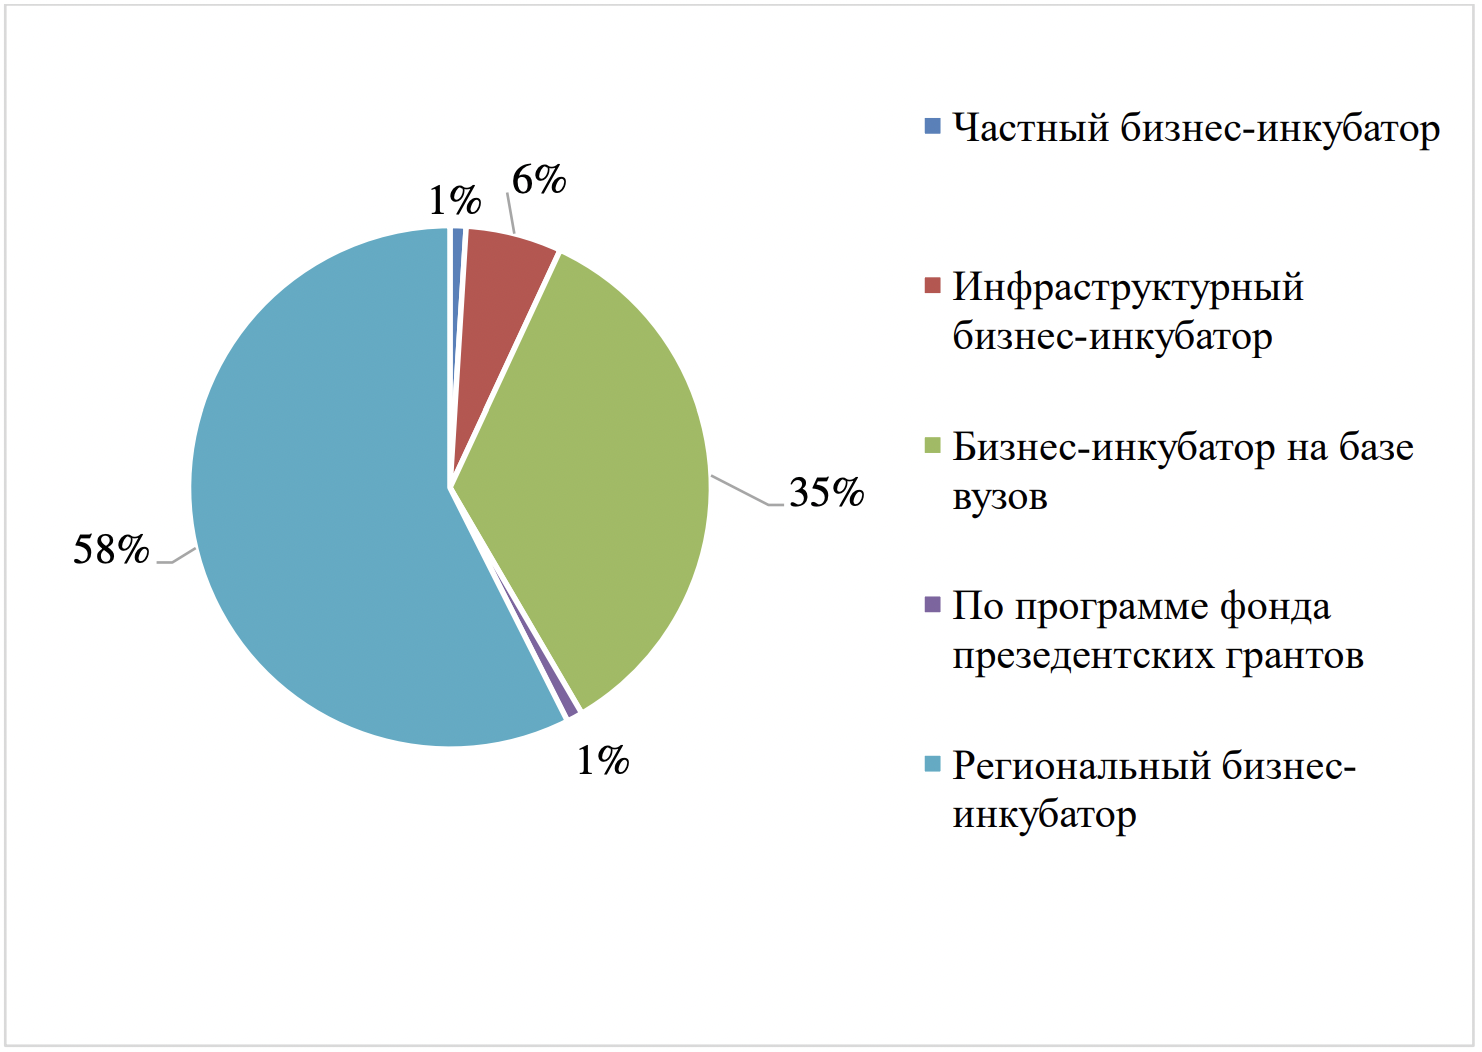 1%
6%
35%
58%
1%
Частный бизнес-инкубатор
Инфраструктурный
бизнес-инкубатор
Бизнес-инкубатор на базе
вузов
По программе фонда
презедентских грантов
Региональный бизнес-
инкубатор